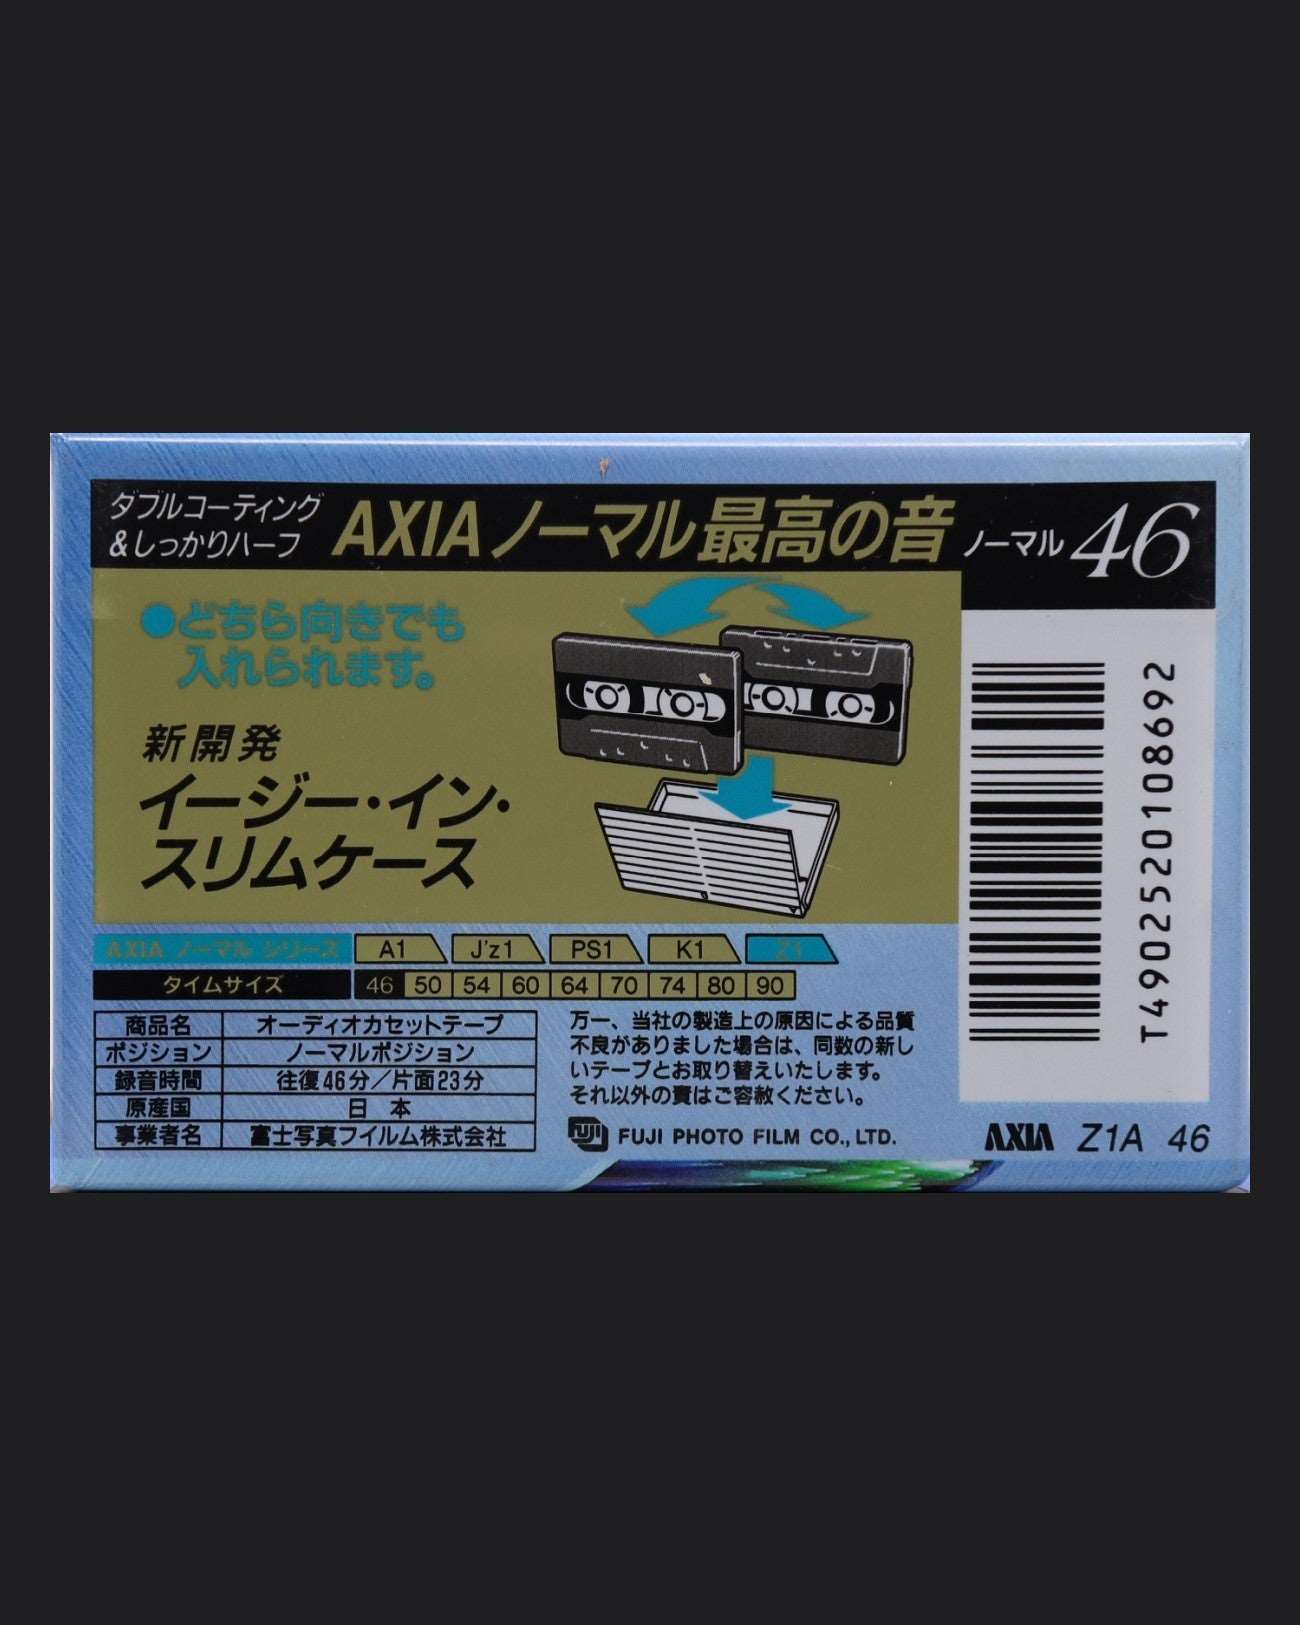 ダブルコーティング
&しっかりハーフ
AXIAノーマル最高の音
ノーマル46
●どちら向きでも
入れられます。
新開発
イージー・イン・
スリムケース
T4902520108692
AXIA ノーマル シリーズ A1 J'z1 PS1 K1 Z1
タイムサイズ 46 50 54 60 64 70 74 80 90
商品名 オーディオカセットテープ
ポジション ノーマルポジション
録音時間 往復46分/片面23分
原産国 日本
事業者名 富士写真フイルム株式会社
万一、当社の製造上の原因による品質
不良がありました場合は、同数の新し
いテープとお取り替えいたします。
それ以外の責はご容赦ください。
FUJI FUJI PHOTO FILM CO., LTD.
AXIA Z1A 46